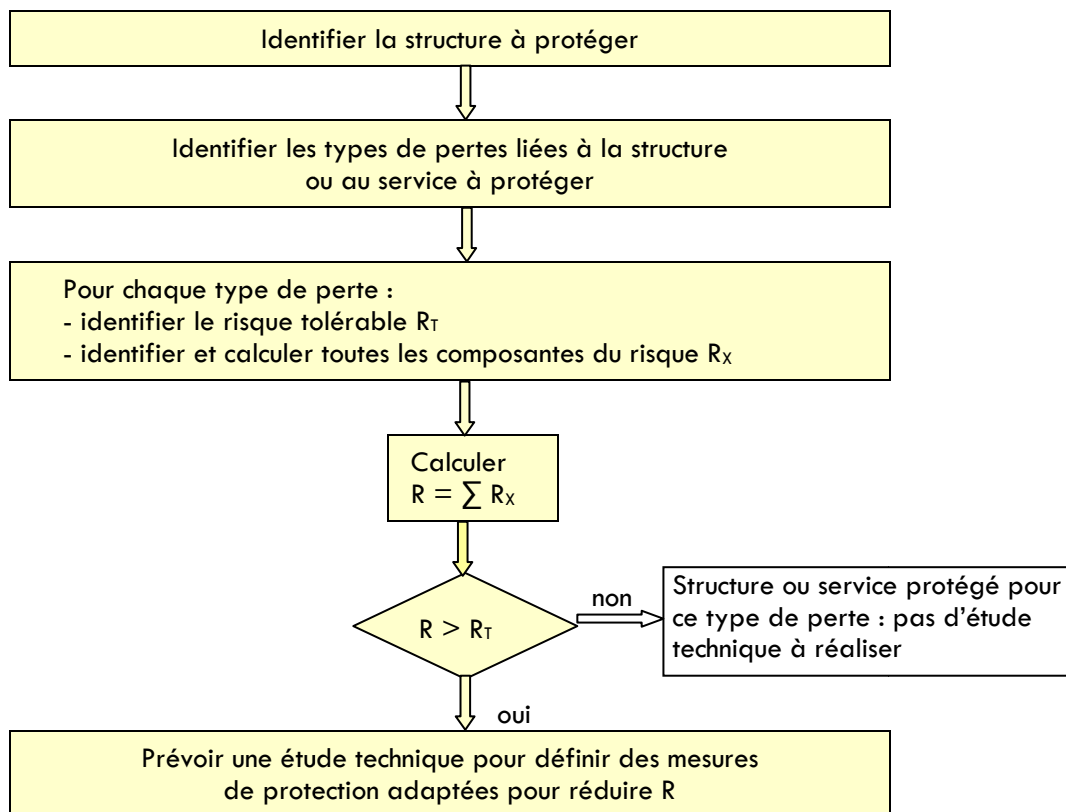 Identifier la structure à protéger
Identifier les types de pertes liées à la structure
ou au service à protéger
Pour chaque type de perte :
- identifier le risque tolérable RT
- identifier et calculer toutes les composantes du risque RX
Calculer
R = ∑ RX
R > RT
non
Structure ou service protégé pour
ce type de perte : pas d’étude
technique à réaliser
oui
Prévoir une étude technique pour définir des mesures
de protection adaptées pour réduire R